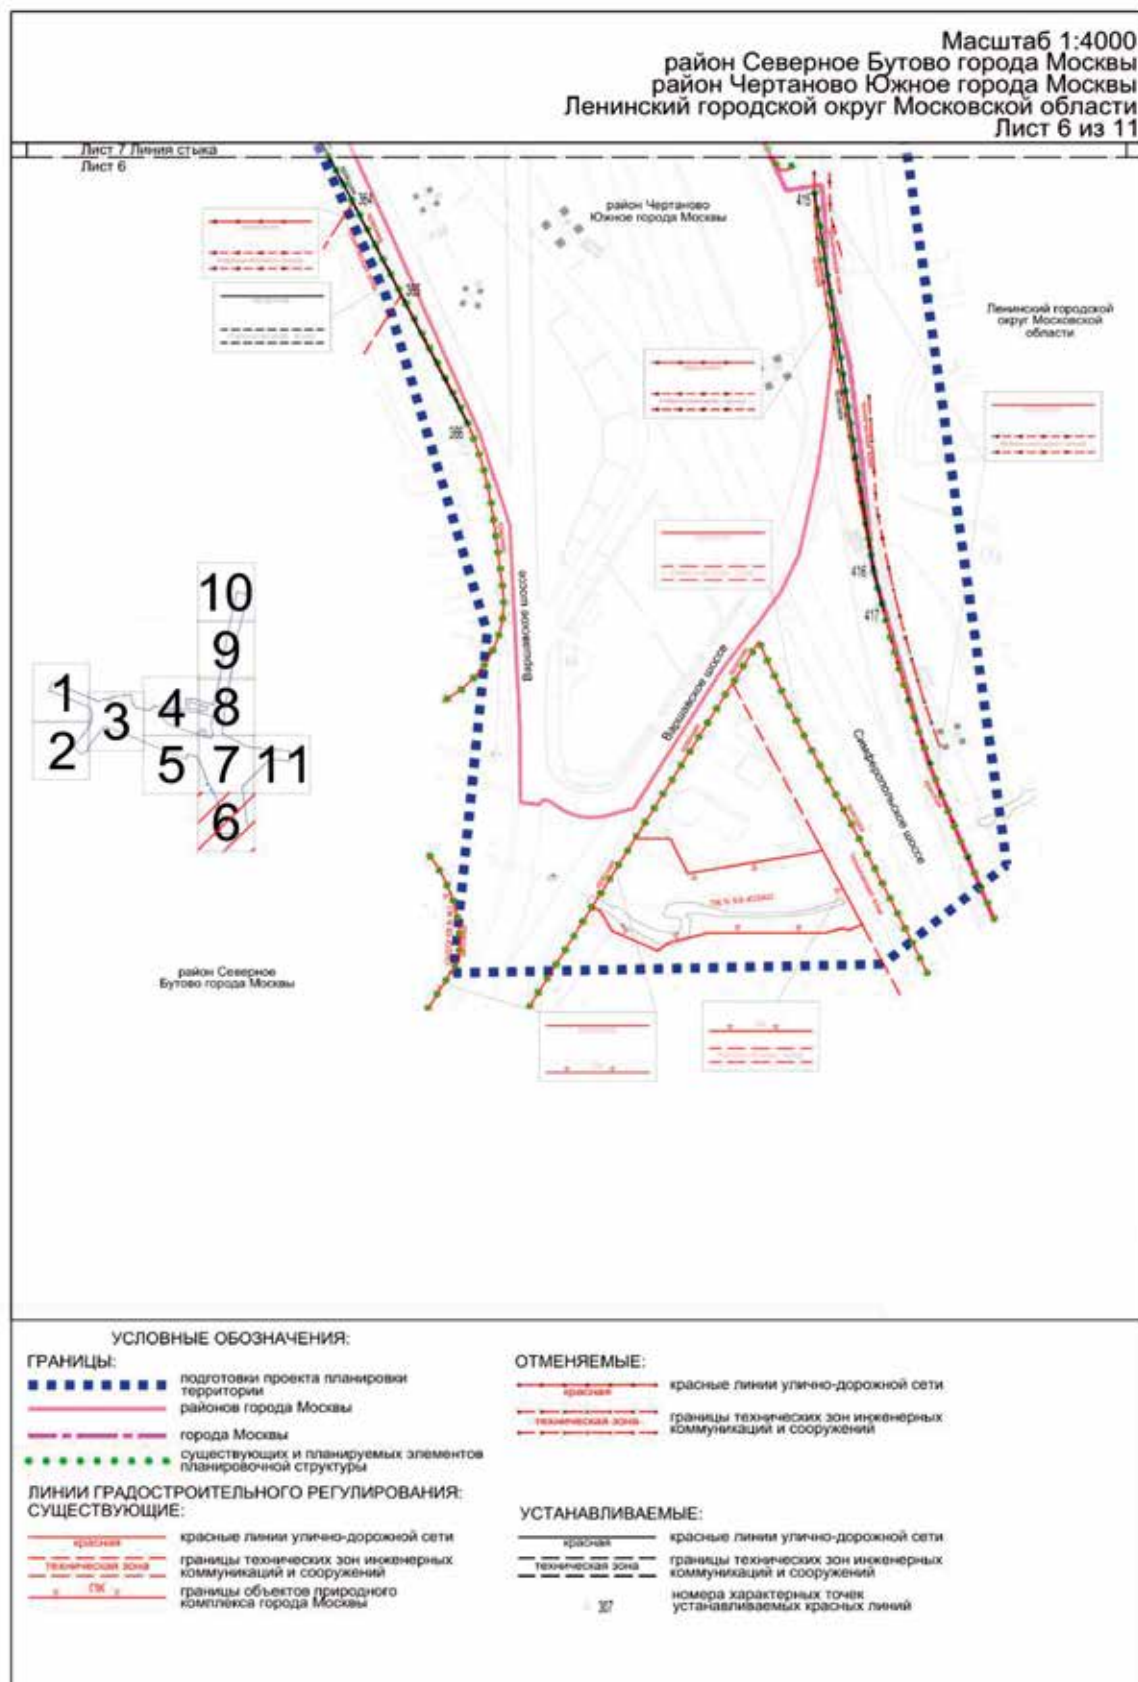 Масштаб 1:4000
район Северное Бутово города Москвы
район Чертаново Южное города Москвы
Ленинский городской округ Московской области
Лист 6 из 11
Лист 7 Линия стыка
Лист 6
район Чертаново
Южное города Москвы
Ленинский городской
округ Московской
области
416
417
Варшавское шоссе
Варшавское шоссе
Симферопольское шоссе
10
9
1
4
8
3
2
5
7
11
6
район Северное
Бутово города Москвы
УСЛОВНЫЕ ОБОЗНАЧЕНИЯ:
ГРАНИЦЫ:
подготовки проекта планировки
территории
районов города Москвы
города Москвы
существующих и планируемых элементов
планировочной структуры
ЛИНИИ ГРАДОСТРОИТЕЛЬНОГО РЕГУЛИРОВАНИЯ:
СУЩЕСТВУЮЩИЕ:
красная
красные линии улично-дорожной сети
техническая зона
границы технических зон инженерных
коммуникаций и сооружений
ПК
границы объектов природного
комплекса города Москвы
ОТМЕНЯЕМЫЕ:
красная
красные линии улично-дорожной сети
техническая зона
границы технических зон инженерных
коммуникаций и сооружений
УСТАНАВЛИВАЕМЫЕ:
красная
красные линии улично-дорожной сети
техническая зона
границы технических зон инженерных
коммуникаций и сооружений
307
номера характерных точек
устанавливаемых красных линий